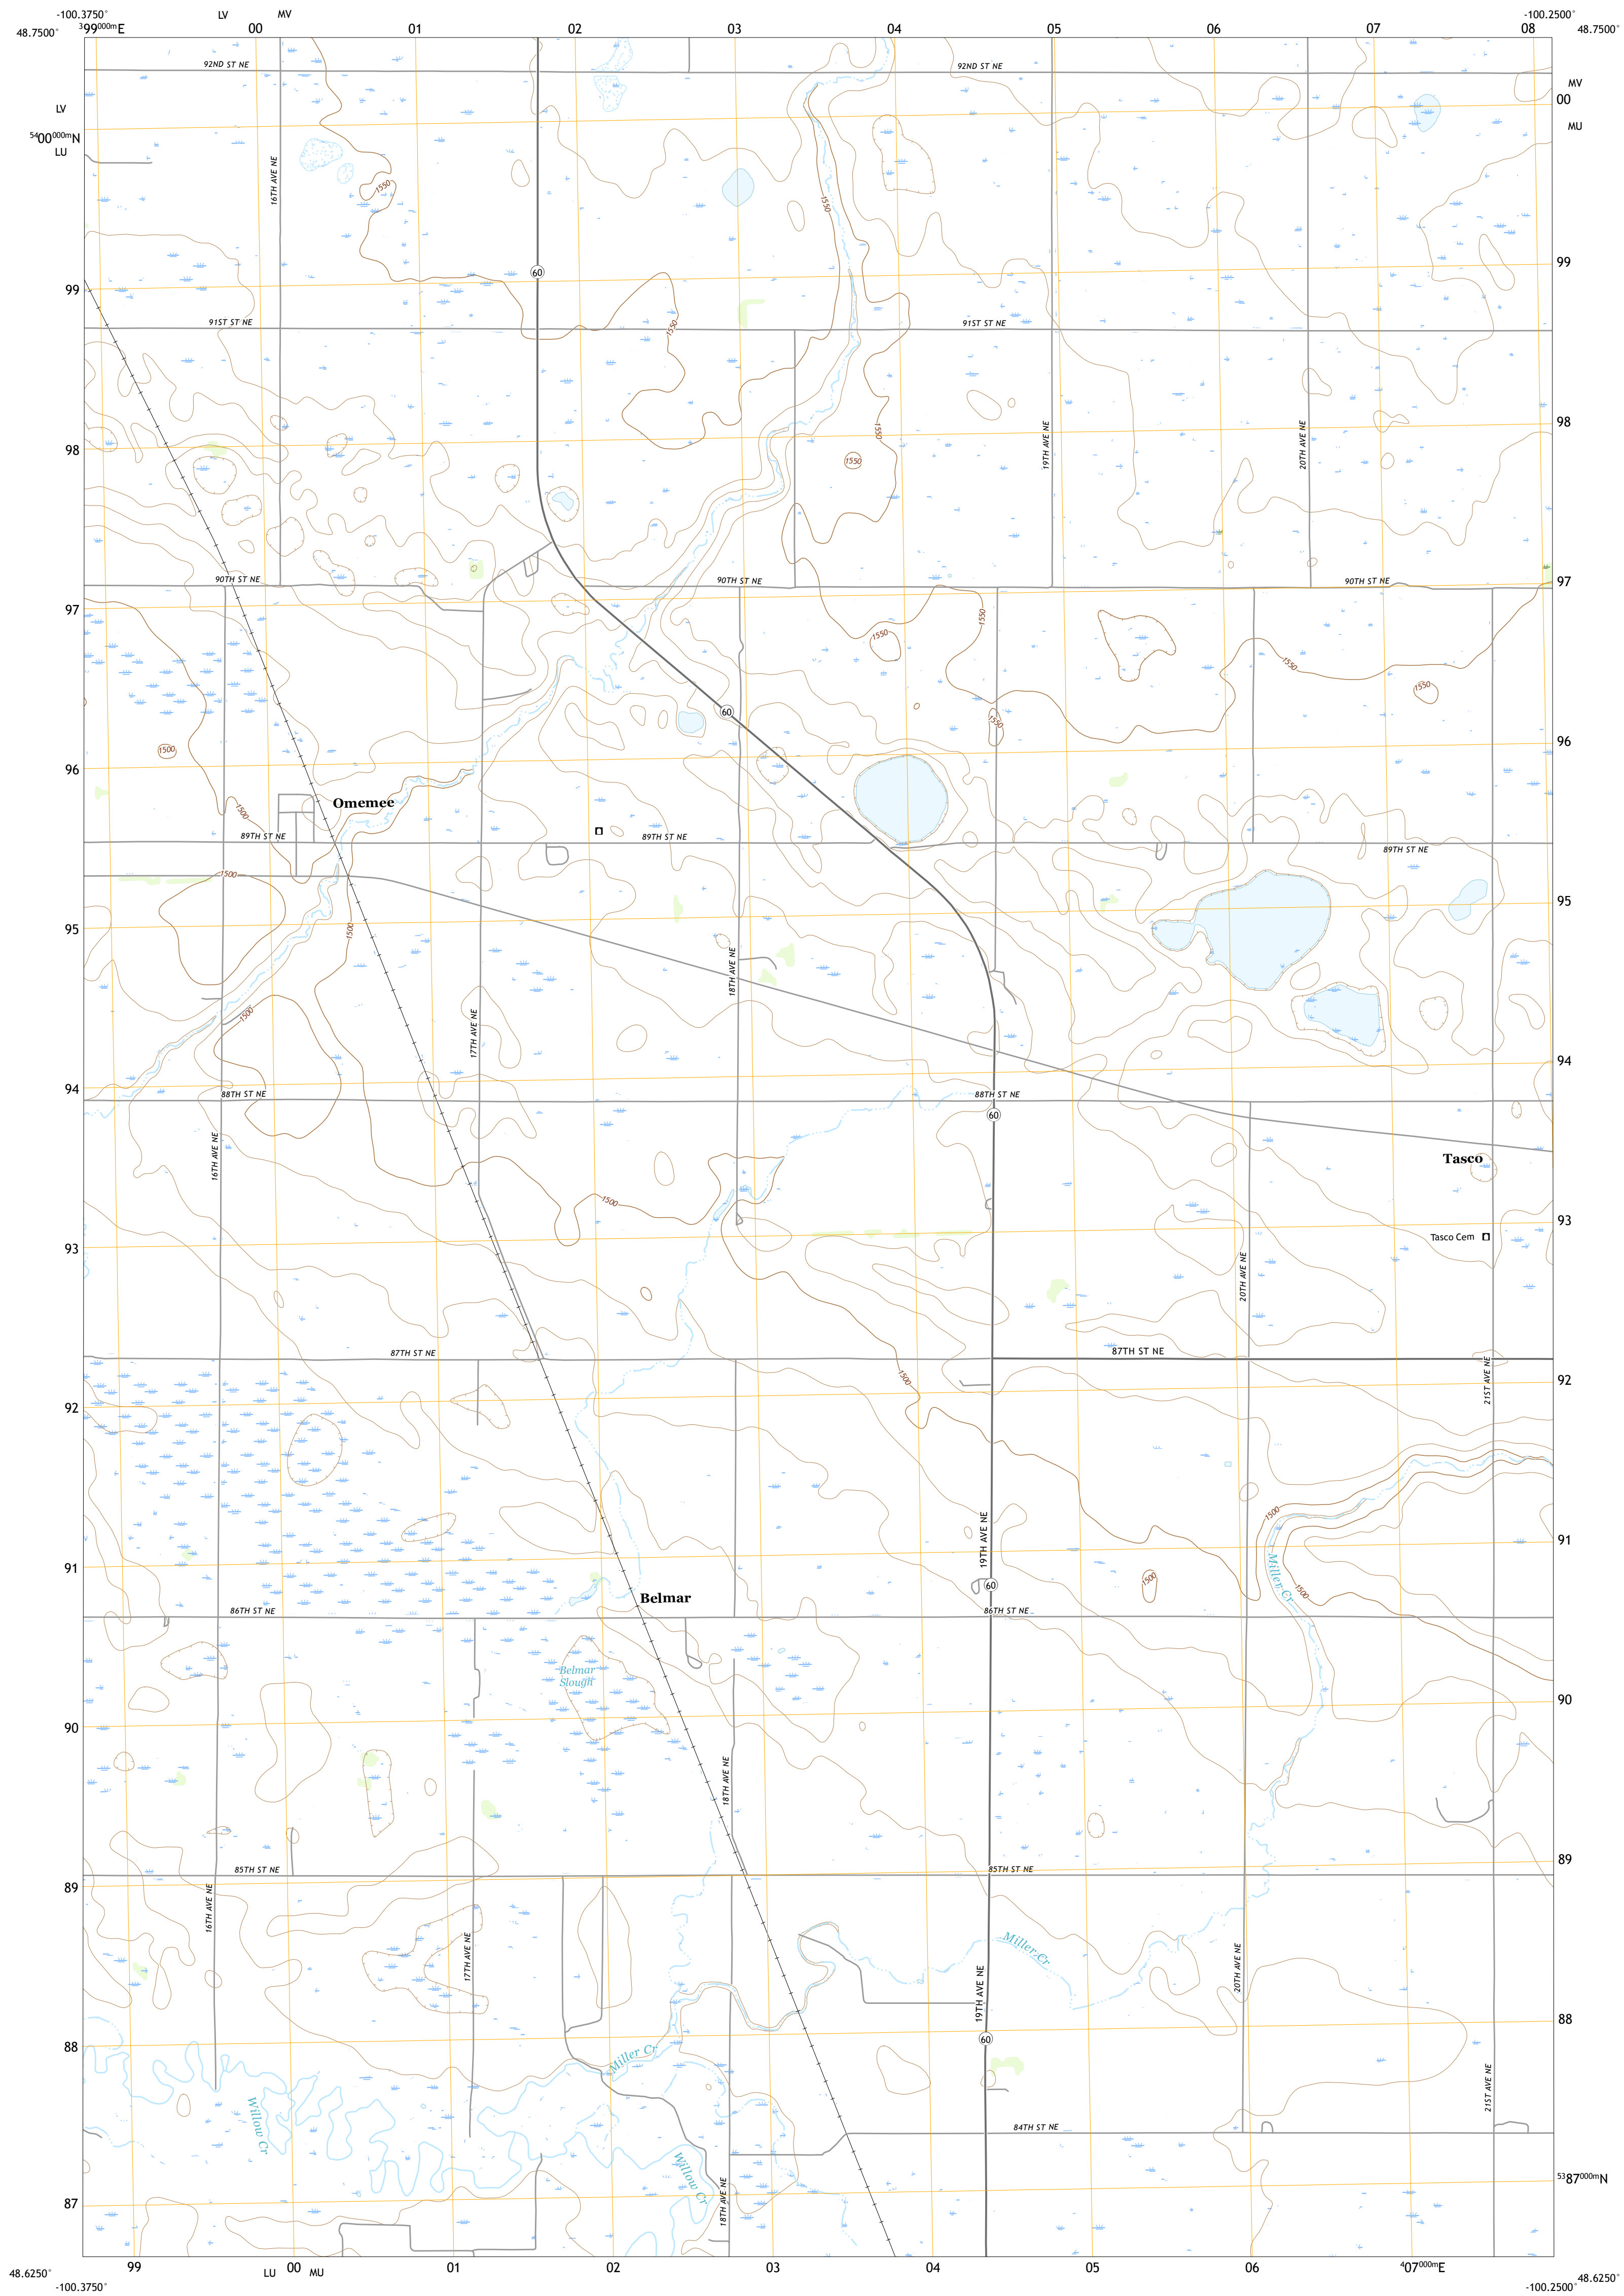 -100.3750°
LV
MV
-100.2500°
48.7500°
3 99000mE
00
01
02
03
04
05
06
07
08
48.7500°
92ND ST NE
92ND ST NE
LV
MV
00
5400000mN
LU
MU
16TH AVE NE
1550
1550
99
60
99
91ST ST NE
1550
91ST ST NE
98
1550
1550
19TH AVE NE
20TH AVE NE
98
90TH ST NE
90TH ST NE
90TH ST NE
97
97
1550
1550
1550
1550
60
1550
96
1500
96
Omemee
1500
89TH ST NE
89TH ST NE
89TH ST NE
1500
95
95
1500
18TH AVE NE
1500
17TH AVE NE
94
94
88TH ST NE
88TH ST NE
60
16TH AVE NE
Tasco
1500
93
93
Tasco Cem
20TH AVE NE
87TH ST NE
87TH ST NE
92
1500
21ST AVE NE
92
1500
19TH AVE NE
91
91
Miller Cr
1500
60
1500
Belmar
86TH ST NE
86TH ST NE
Belmar
Slough
90
90
18TH AVE NE
85TH ST NE
85TH ST NE
89
89
16TH AVE NE
17TH AVE NE
Miller Cr
20TH AVE NE
19TH AVE NE
88
60
88
Miller Cr
Willow Cr
21ST AVE NE
84TH ST NE
Willow Cr
5387000mN
87
18TH AVE NE
99
00
01
02
03
04
05
06
407000mE
48.6250°
LU
MU
48.6250°
-100.3750°
-100.2500°